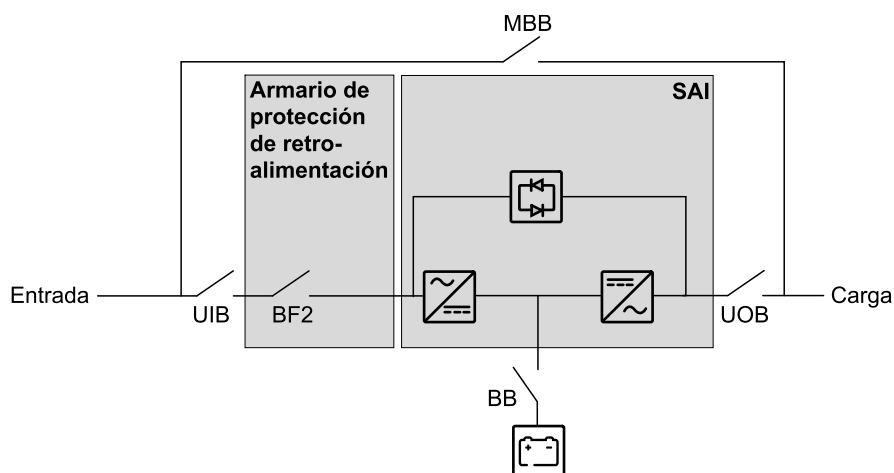 MBB
Armario de
protección
de retro-
alimentación
SAI
Entrada
UIB
BF2
UOB
Carga
BB